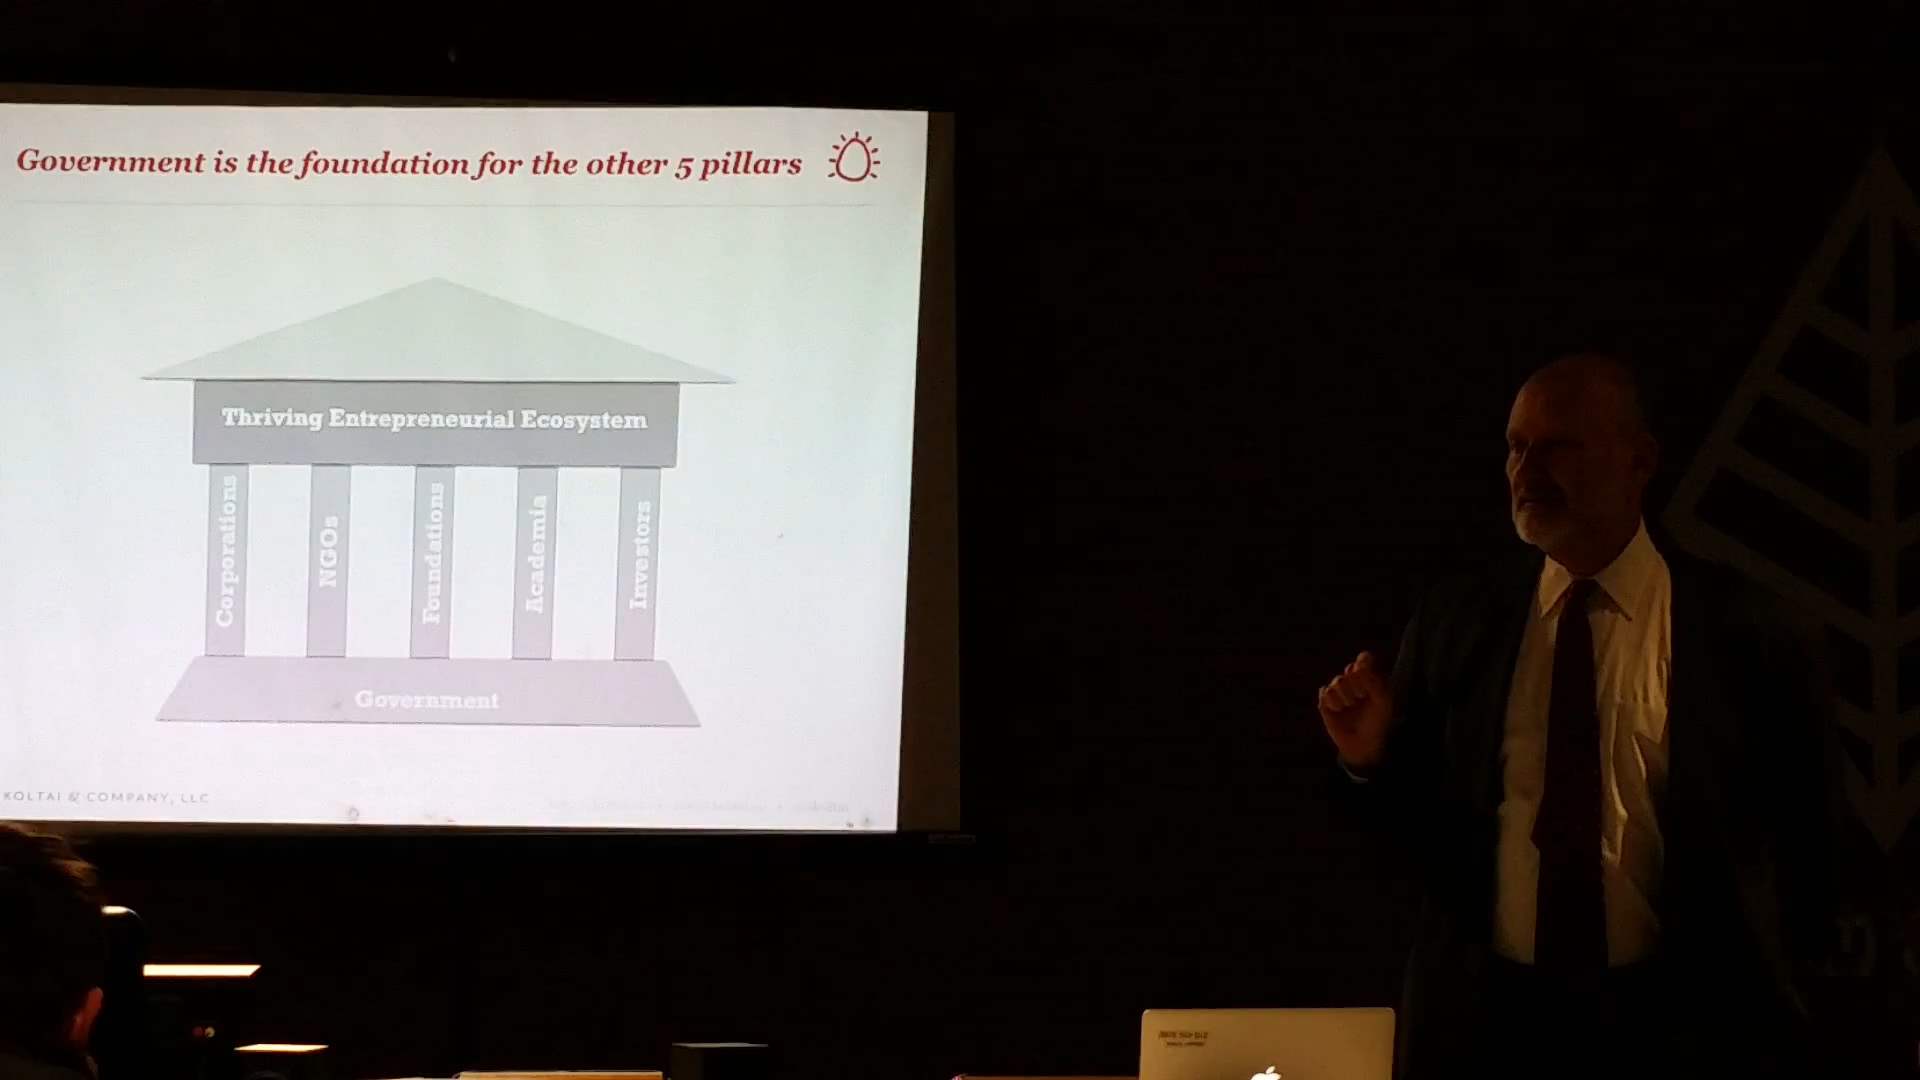 Government is the foundation for the other 5 pillars
Thriving Entrepreneurial Ecosystem
Corporations
NGOs
Foundations
Academia
Investors
Government
KOLTAI & COMPANY, LLC